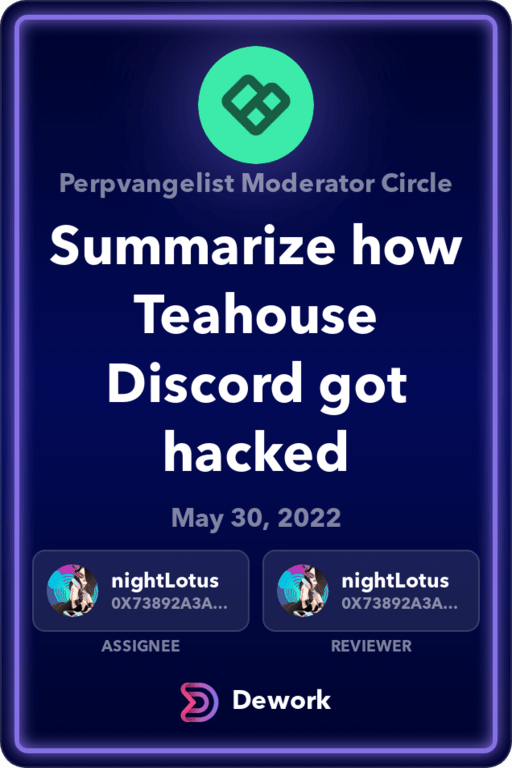 Perpvangelist Moderator Circle
Summarize how
Teahouse
Discord got
hacked
May 30, 2022
nightLotus
0X73892A3A...
ASSIGNEE
nightLotus
0X73892A3A...
REVIEWER
Dework